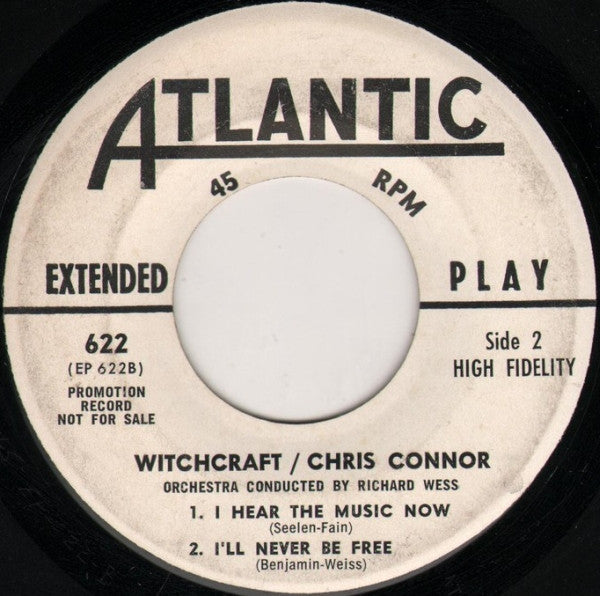 ATLANTIC
45 RPM
EXTENDED PLAY
622
(EP 622B)
PROMOTION
RECORD
NOT FOR SALE
Side 2
HIGH FIDELITY
WITCHCRAFT / CHRIS CONNOR
ORCHESTRA CONDUCTED BY RICHARD WESS
1. I HEAR THE MUSIC NOW
(Seelen-Fain)
2. I'LL NEVER BE FREE
(Benjamin-Weiss)